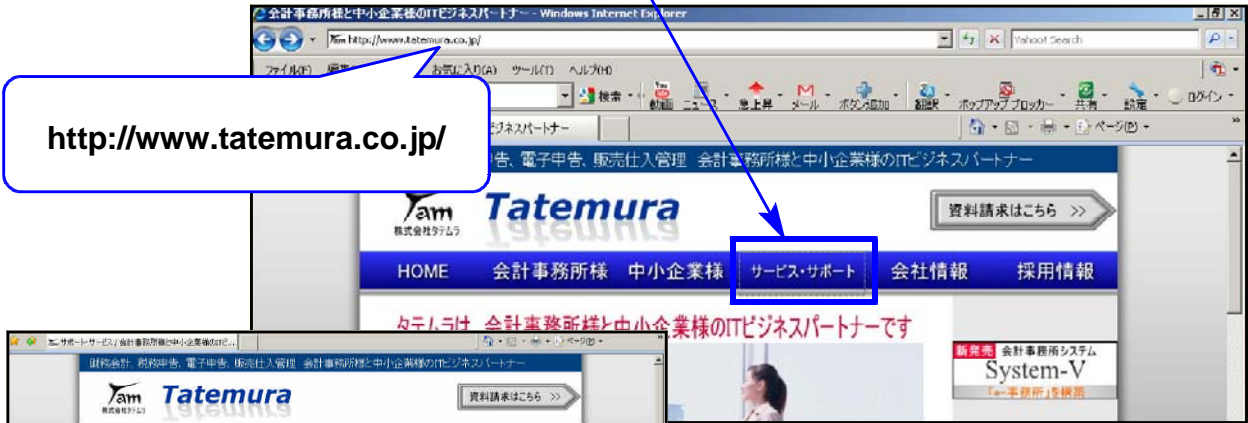 会計事務所様と中小企業様のITビジネスパートナー - Windows Internet Explorer
http://www.tatemura.co.jp/
Yahoo! Search
ファイル(F)
お気に入り(A) ツール(T) ヘルプ(H)
http://www.tatemura.co.jp/
検索
動画 ニュース 急上昇 メール ボタン追加 翻訳 ポップアップブロッカー 共有 設定 ログイン
ビジネスパートナー
ページ(P)
申告、電子申告、販売仕入管理 会計事務所様と中小企業様のITビジネスパートナー
Tam
株式会社タテムラ
Tatemura
資料請求はこちら >>
HOME 会計事務所様 中小企業様 サービス・サポート 会社情報 採用情報
タテムラは、会計事務所様と中小企業様のITビジネスパートナーです
新発売 会計事務所システム
System-V
「e-事務所」を構築
サポート・サービス / 会計事務所様と中小企業様のITビ...
ページ(P)
財務会計、税務申告、電子申告、販売仕入管理 会計事務所様と中小企業様のITビジネスパートナー
Tam
株式会社タテムラ
Tatemura
資料請求はこちら >>